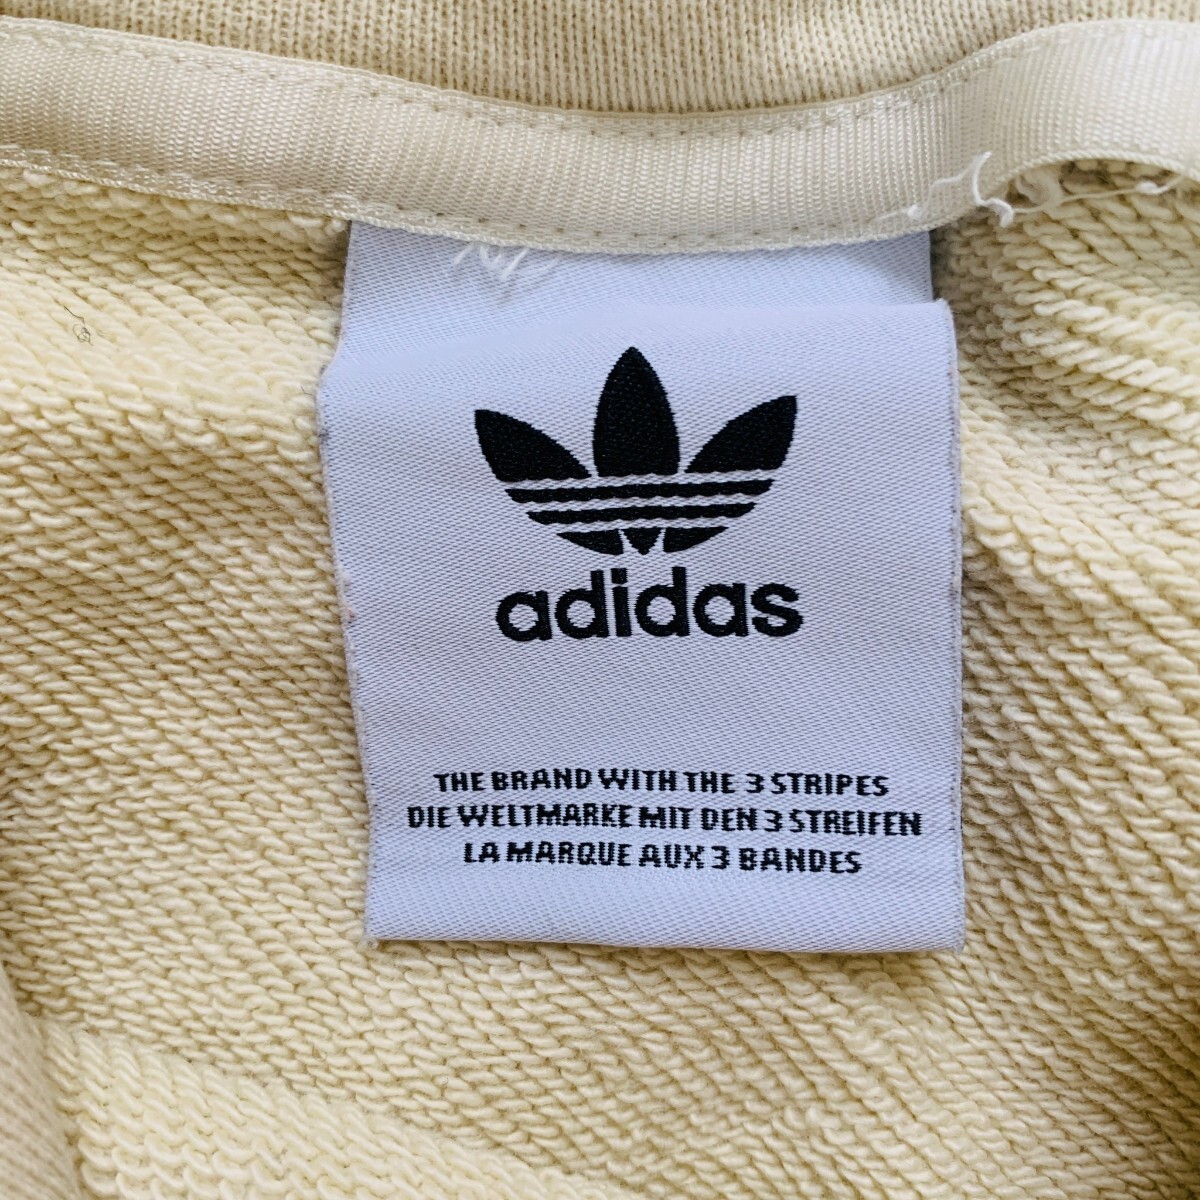 adidas
THE BRAND WITH THE 3 STRIPES
DIE WELTMARKE MIT DEN 3 STREIFEN
LA MARQUE AUX 3 BANDES